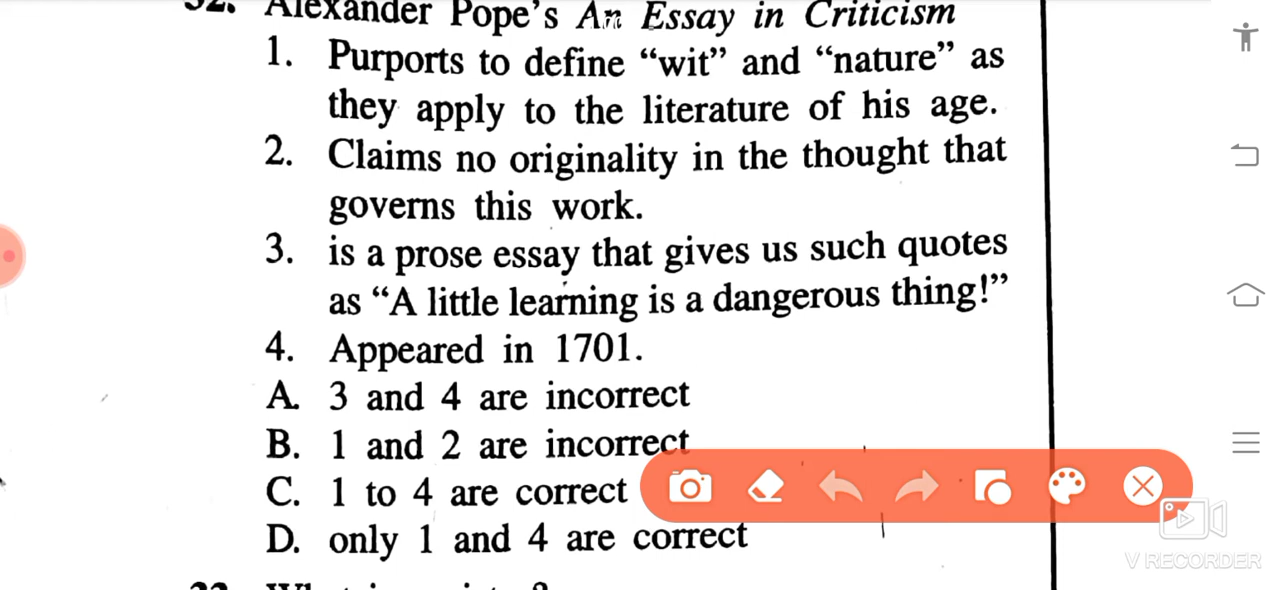 32. Alexander Pope's An Essay in Criticism
1. Purports to define “wit” and “nature” as
they apply to the literature of his age.
2. Claims no originality in the thought that
governs this work.
3. is a prose essay that gives us such quotes
as “A little learning is a dangerous thing!”
4. Appeared in 1701.
A. 3 and 4 are incorrect
B. 1 and 2 are incorrect
C. 1 to 4 are correct
D. only 1 and 4 are correct
V RECORDER